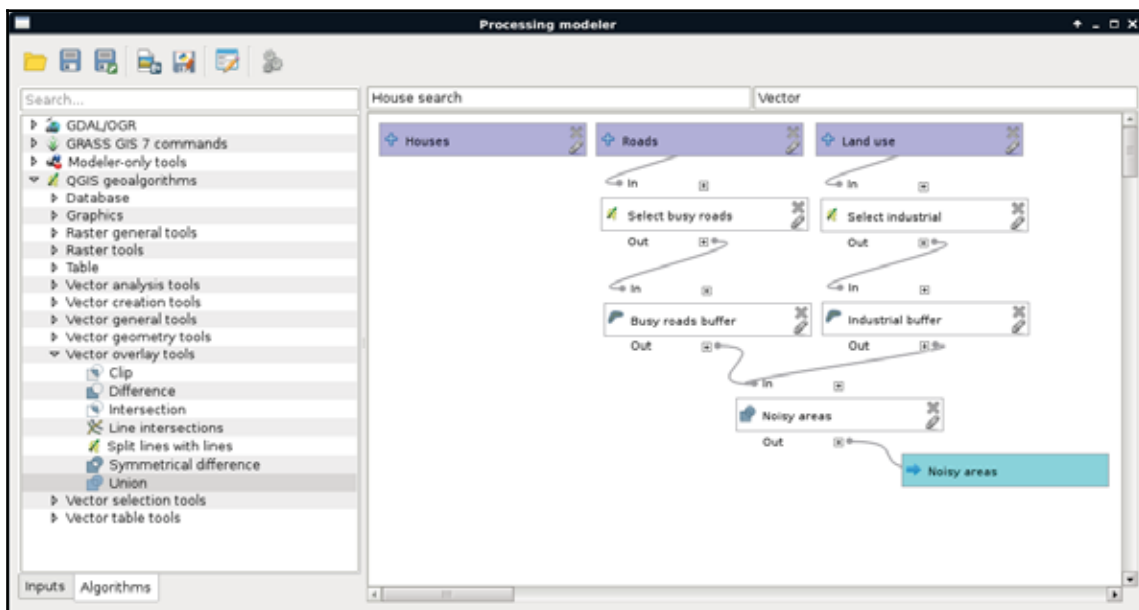 Processing modeler
Search...
House search
Vector
GDAL/OGR
GRASS GIS 7 commands
Modeler-only tools
QGIS geoalgorithms
Database
Graphics
Raster general tools
Raster tools
Table
Vector analysis tools
Vector creation tools
Vector general tools
Vector geometry tools
Vector overlay tools
Clip
Difference
Intersection
Line intersections
Split lines with lines
Symmetrical difference
Union
Vector selection tools
Vector table tools
Inputs Algorithms
Houses Roads Land use
In In
Select busy roads Select industrial
Out Out
In In
Busy roads buffer Industrial buffer
Out Out
In
Noisy areas
Out
Noisy areas